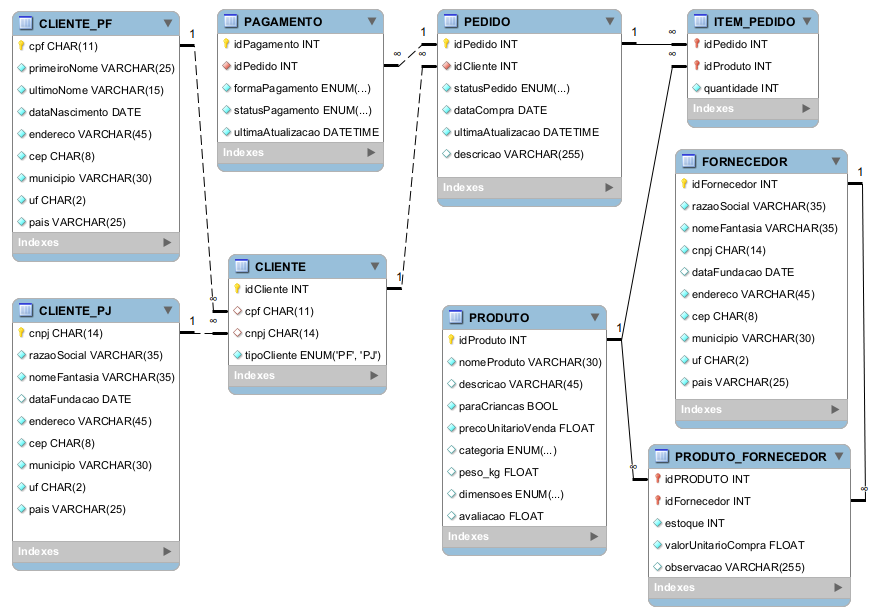 CLIENTE_PF
cpf CHAR(11)
primeiroNome VARCHAR(25)
ultimoNome VARCHAR(15)
dataNascimento DATE
endereco VARCHAR(45)
cep CHAR(8)
municipio VARCHAR(30)
uf CHAR(2)
pais VARCHAR(25)
Indexes
1
PAGAMENTO
idPagamento INT
idPedido INT
formaPagamento ENUM(...)
statusPagamento ENUM(...)
ultimaAtualizacao DATETIME
Indexes
∞
1
∞
PEDIDO
idPedido INT
idCliente INT
statusPedido ENUM(...)
dataCompra DATE
ultimaAtualizacao DATETIME
descricao VARCHAR(255)
Indexes
1
∞
∞
ITEM_PEDIDO
idPedido INT
idProduto INT
quantidade INT
Indexes
FORNECEDOR
idFornecedor INT
razaoSocial VARCHAR(35)
nomeFantasia VARCHAR(35)
cnpj CHAR(14)
dataFundacao DATE
endereco VARCHAR(45)
cep CHAR(8)
municipio VARCHAR(30)
uf CHAR(2)
pais VARCHAR(25)
Indexes
1
CLIENTE
idCliente INT
cpf CHAR(11)
cnpj CHAR(14)
tipoCliente ENUM('PF', 'PJ')
Indexes
∞
∞
1
CLIENTE_PJ
cnpj CHAR(14)
razaoSocial VARCHAR(35)
nomeFantasia VARCHAR(35)
dataFundacao DATE
endereco VARCHAR(45)
cep CHAR(8)
municipio VARCHAR(30)
uf CHAR(2)
pais VARCHAR(25)
Indexes
1
PRODUTO
idProduto INT
nomeProduto VARCHAR(30)
descricao VARCHAR(45)
paraCriancas BOOL
precoUnitarioVenda FLOAT
categoria ENUM(...)
peso_kg FLOAT
dimensoes ENUM(...)
avaliacao FLOAT
Indexes
1
∞
PRODUTO_FORNECEDOR
idPRODUTO INT
idFornecedor INT
estoque INT
valorUnitarioCompra FLOAT
observacao VARCHAR(255)
Indexes
∞